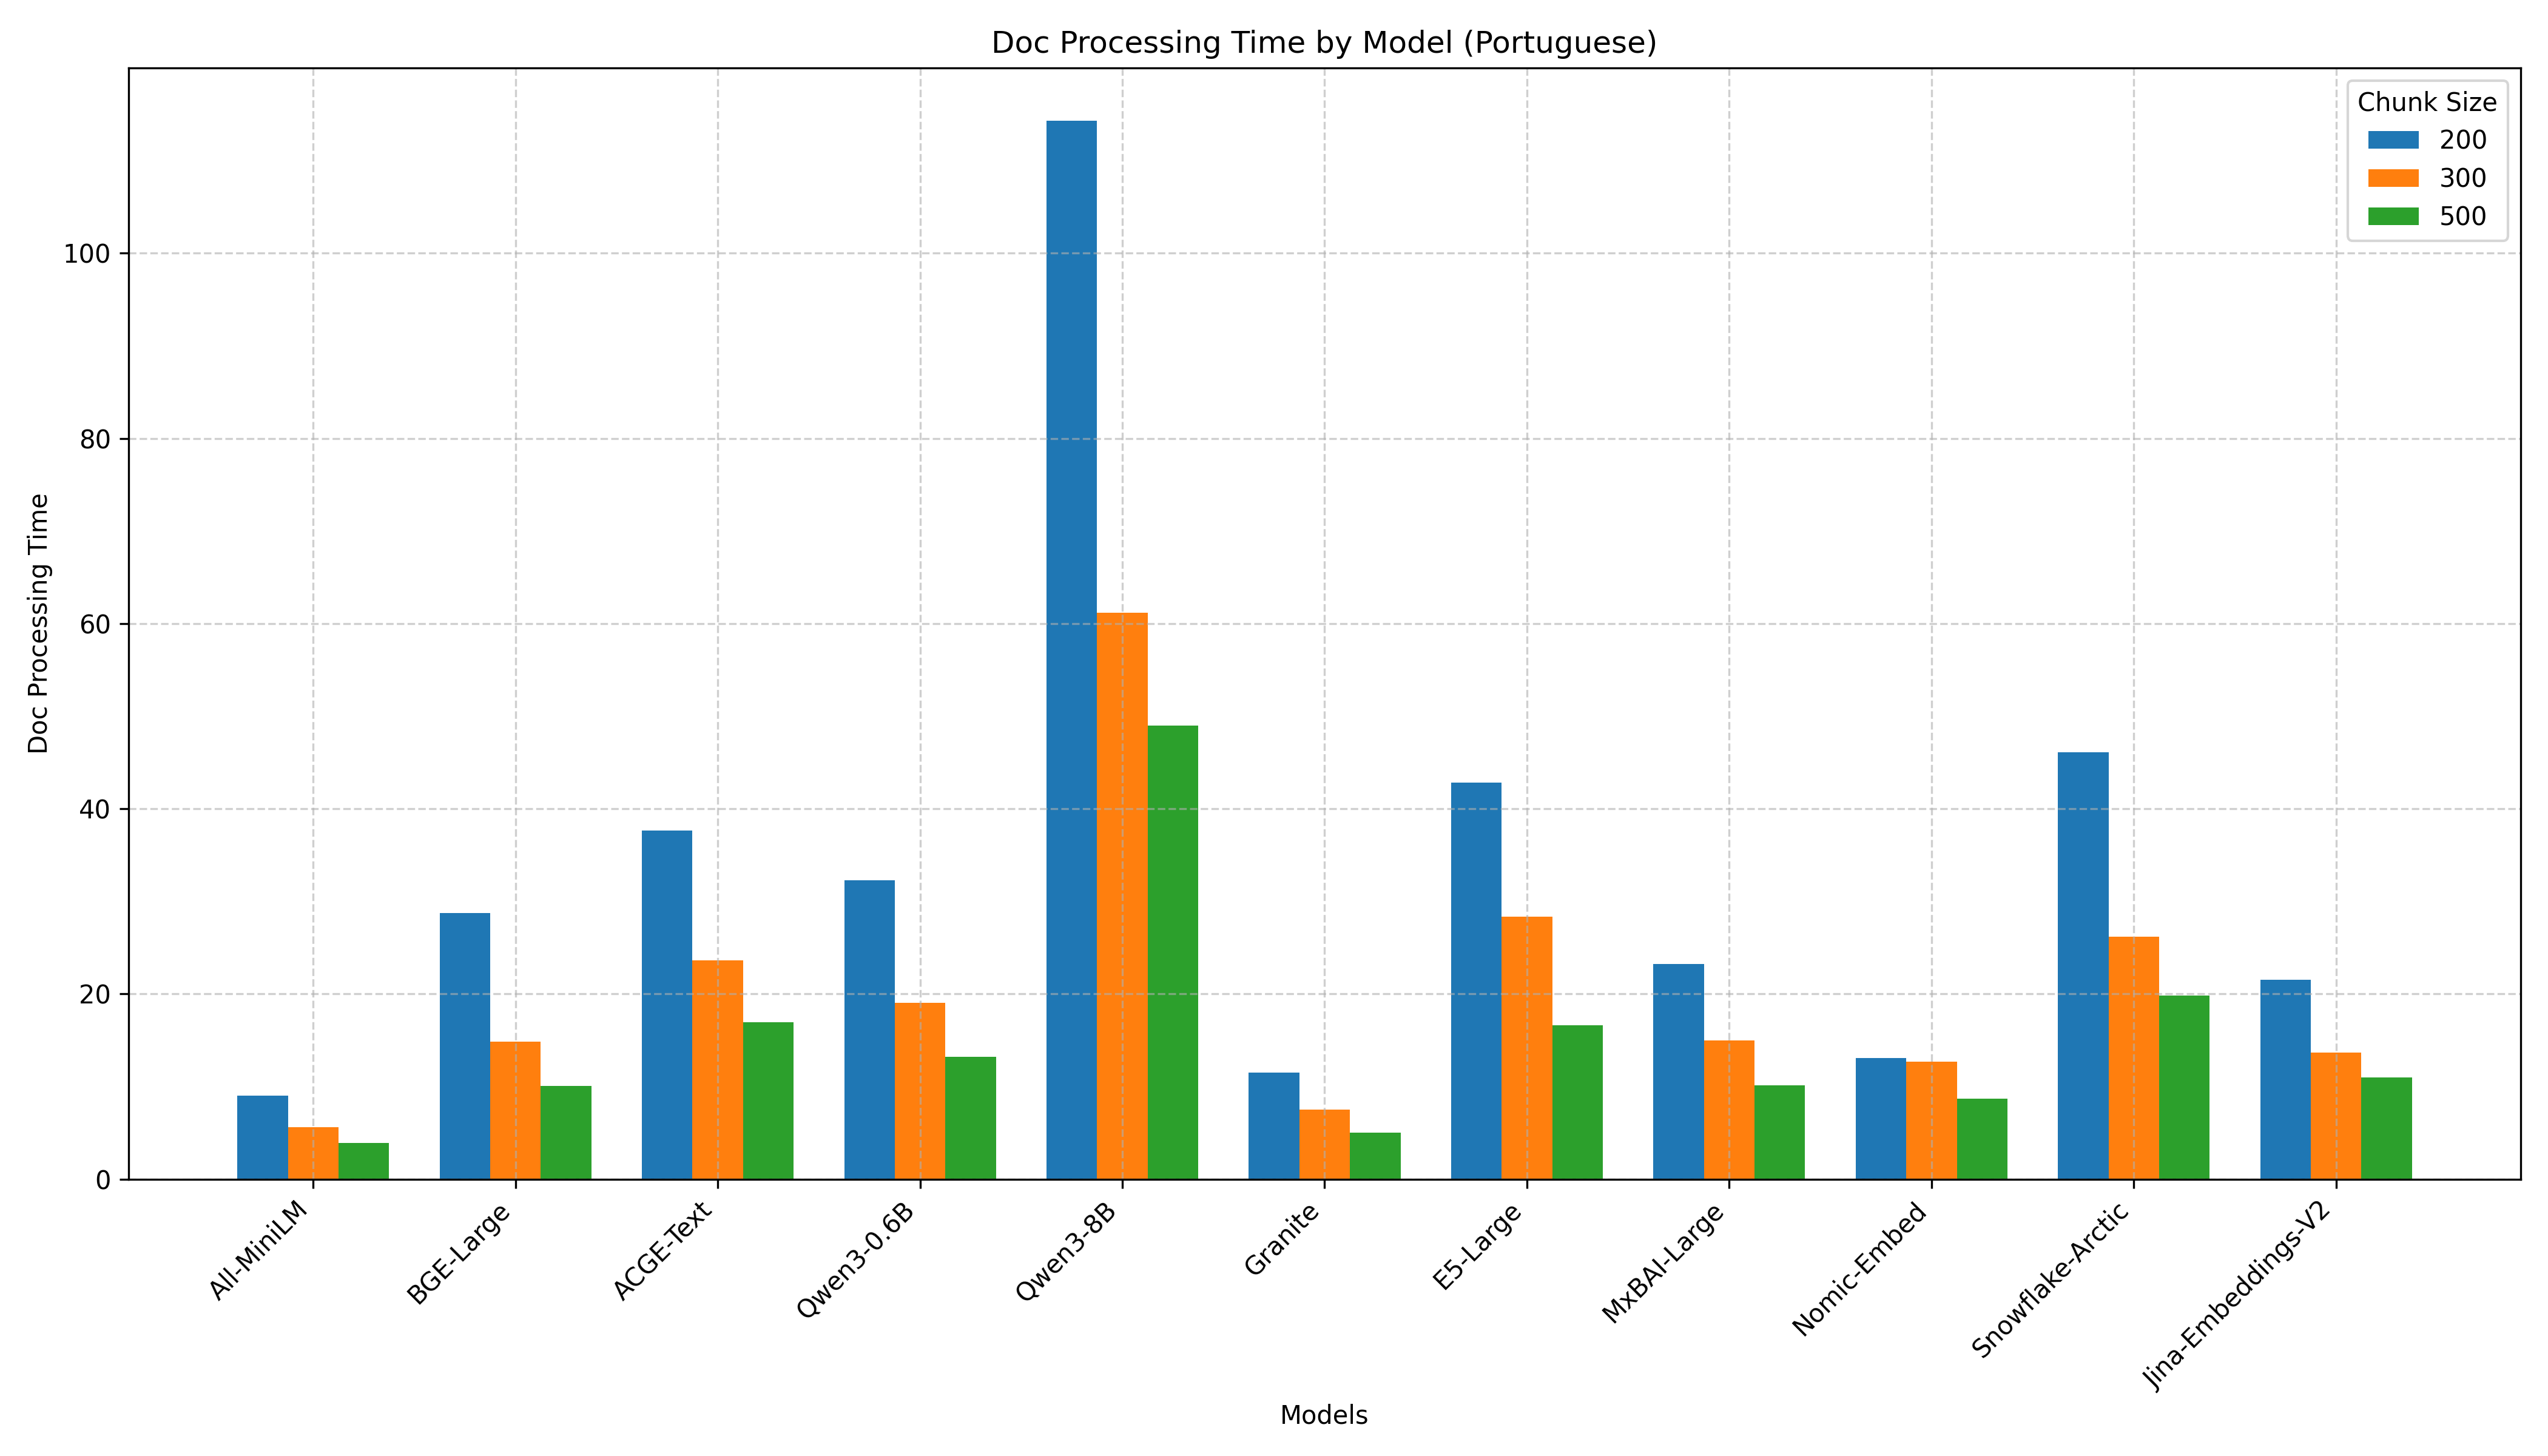 Doc Processing Time by Model (Portuguese)
Chunk Size
200
300
500
Doc Processing Time
100
80
60
40
20
0
All-MiniLM
BGE-Large
ACGE-Text
Qwen3-0.6B
Qwen3-8B
Granite
E5-Large
MxBAI-Large
Nomic-Embed
Snowflake-Arctic
Jina-Embeddings-V2
Models